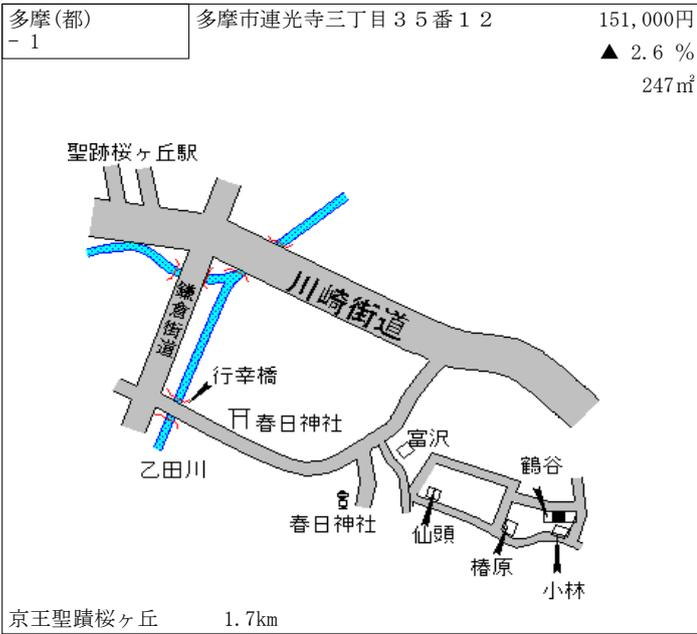 多摩(都)
－１
多摩市連光寺三丁目３５番１２
151,000円
▲ 2.6 %
247㎡
聖跡桜ヶ丘駅
川崎街道
鎌倉街道
行幸橋
春日神社
富沢
乙田川
鶴谷
春日神社
仙頭
椿原
小林
京王聖蹟桜ヶ丘 1.7km